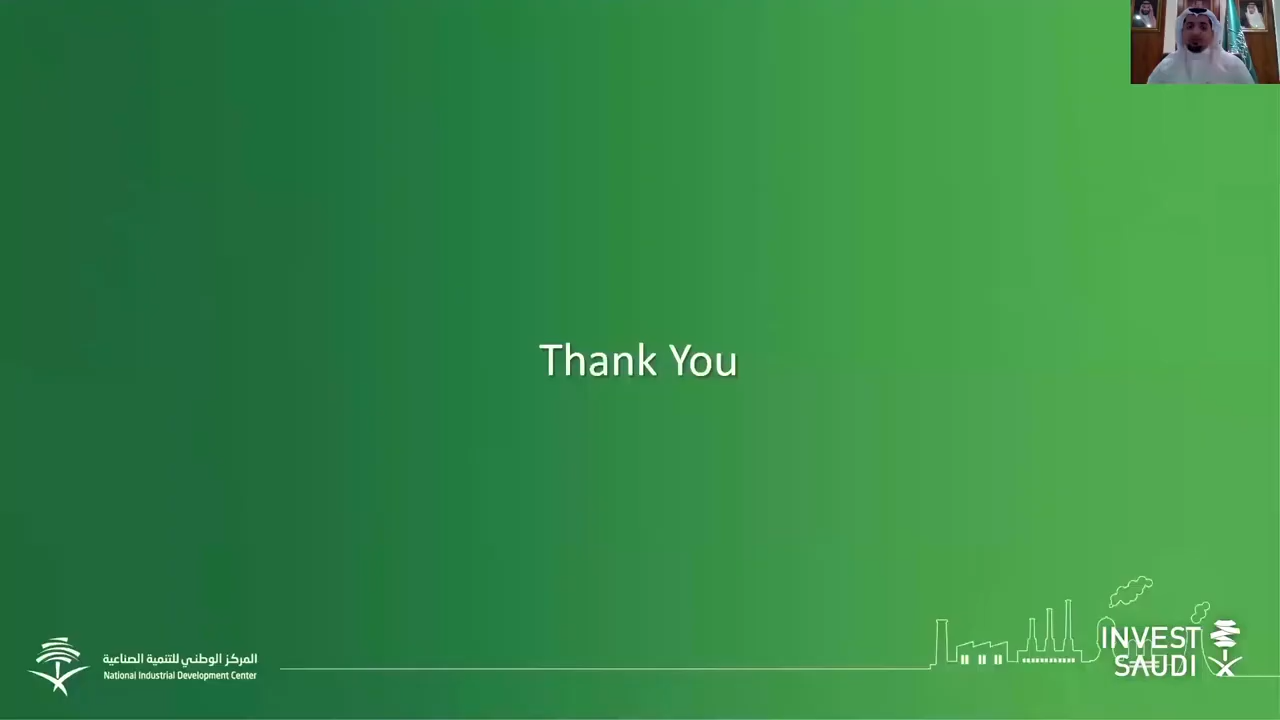 Thank You
المركز الوطني للتنمية الصناعية
National Industrial Development Center
INVEST
SAUDI